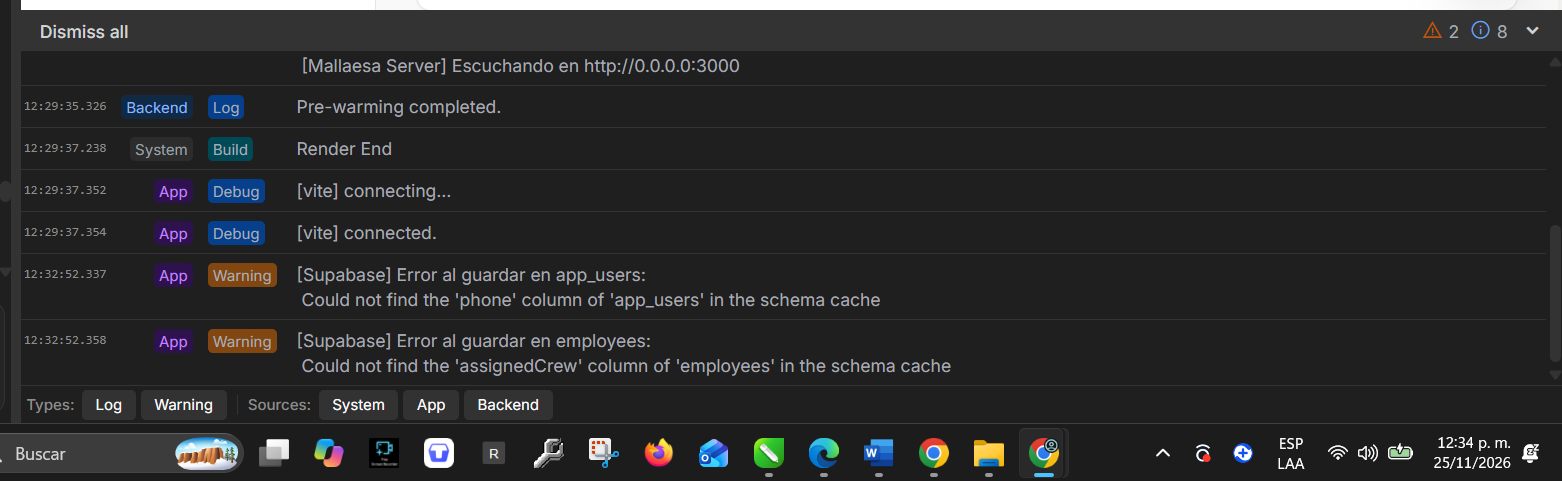 Dismiss all 2 8
[Mallaesa Server] Escuchando en http://0.0.0.0:3000
12:29:35.326 Backend Log Pre-warming completed.
12:29:37.238 System Build Render End
12:29:37.352 App Debug [vite] connecting...
12:29:37.354 App Debug [vite] connected.
12:32:52.337 App Warning [Supabase] Error al guardar en app_users:
Could not find the 'phone' column of 'app_users' in the schema cache
12:32:52.358 App Warning [Supabase] Error al guardar en employees:
Could not find the 'assignedCrew' column of 'employees' in the schema cache
Types: Log Warning Sources: System App Backend
Buscar
R
ESP
LAA
12:34 p. m.
25/11/2026